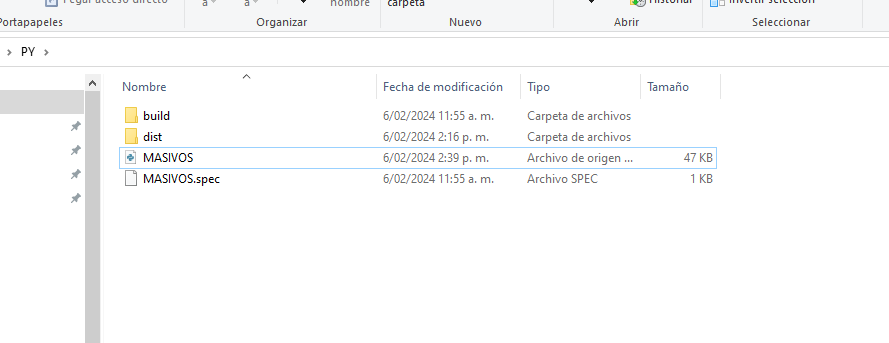 Pegar acceso directo
nombre
carpeta
Historial
Invertir selección
Portapapeles
Organizar
Nuevo
Abrir
Seleccionar
PY
Nombre
Fecha de modificación
Tipo
Tamaño
build
6/02/2024 11:55 a. m.
Carpeta de archivos
dist
6/02/2024 2:16 p. m.
Carpeta de archivos
MASIVOS
6/02/2024 2:39 p. m.
Archivo de origen ...
47 KB
MASIVOS.spec
6/02/2024 11:55 a. m.
Archivo SPEC
1 KB